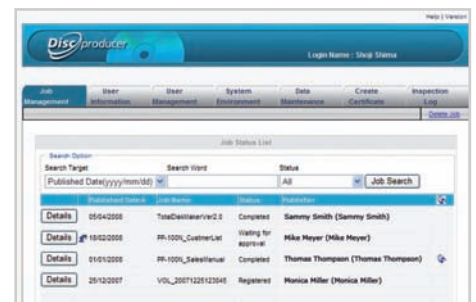 Help | Version
Disc producer
Login Name : Shoji Shima
Job Management
User Information
User Management
System Environment
Data Maintenance
Create Certificate
Inspection Log
Delete Job
Job Status List
Search Option
Search Target Search Word Status
Published Date(yyyy/mm/dd) All Job Search
Published Date Job Name Status Publisher
Details 05/04/2008 TotalDiskMakerVer2.0 Completed Sammy Smith (Sammy Smith)
Details 18/02/2008 PP-100N_CustmerList Waiting for approval Mike Meyer (Mike Meyer)
Details 01/01/2008 PP-100N_SalesManual Completed Thomas Thompson (Thomas Thompson)
Details 25/12/2007 VOL_20071225123045 Registered Monica Miller (Monica Miller)